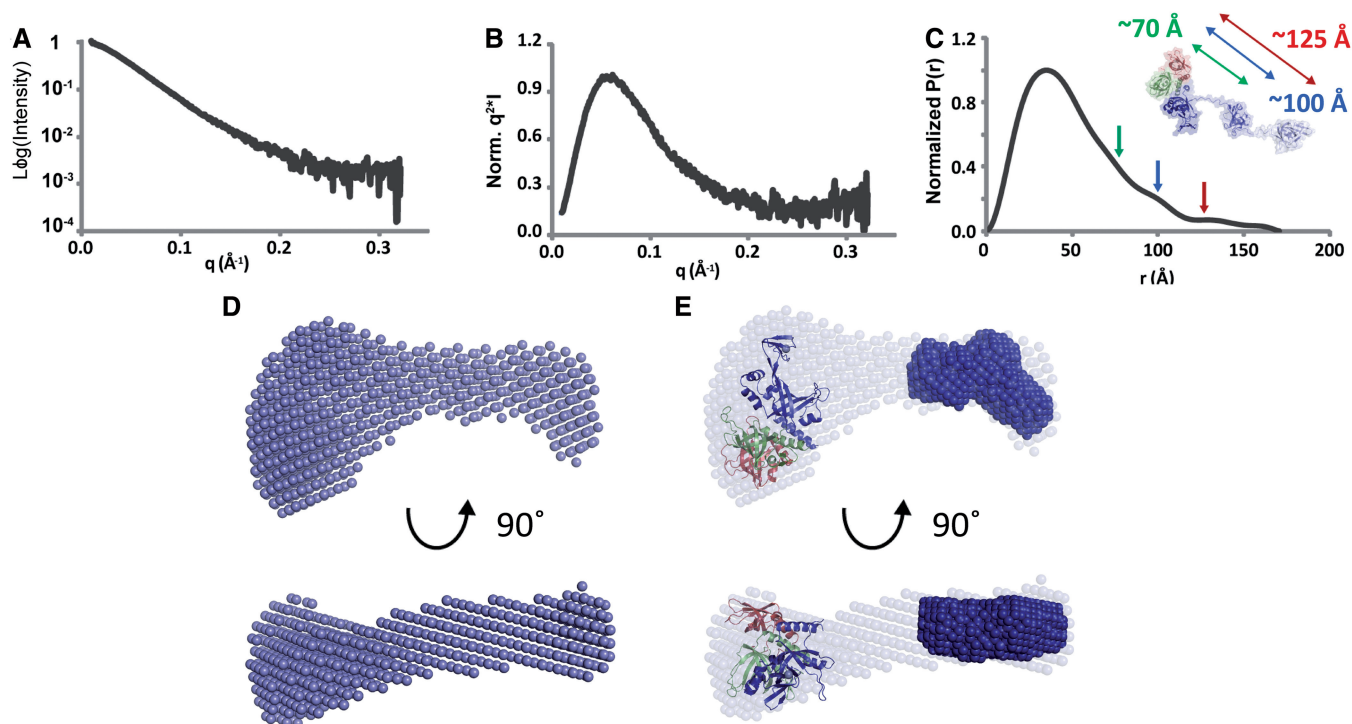 A
Lɸg(Intensity)
1
10⁻¹
10⁻²
10⁻³
10⁻⁴
0.0
0.1
0.2
0.3
q (Å⁻¹)
B
Norm. q²*I
1.2
0.9
0.6
0.3
0.0
0.0
0.1
0.2
0.3
q (Å⁻¹)
C
Normalized P(r)
1.2
0.8
0.4
0.0
0
50
100
150
200
r (Å)
~70 Å
~125 Å
~100 Å
D
90°
E
90°